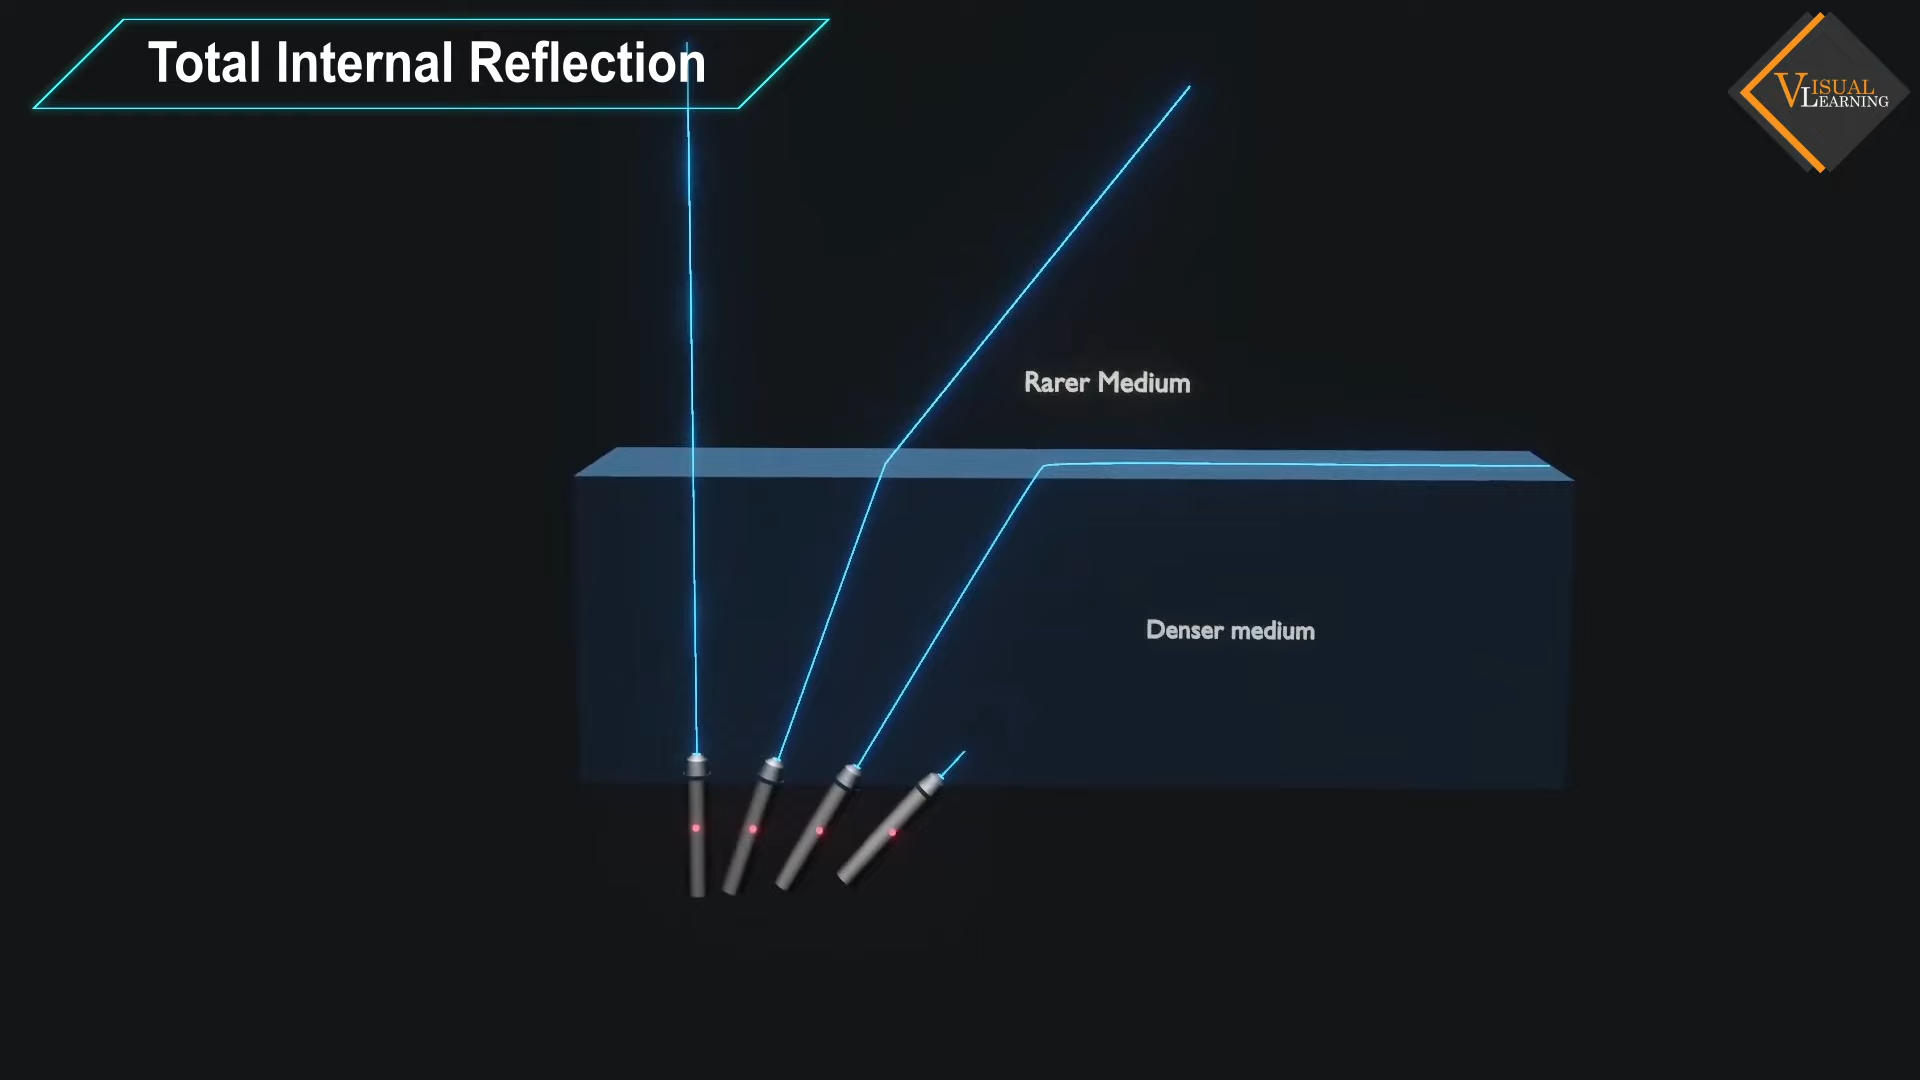 Total Internal Reflection
VISUAL
LEARNING
Rarer Medium
Denser medium